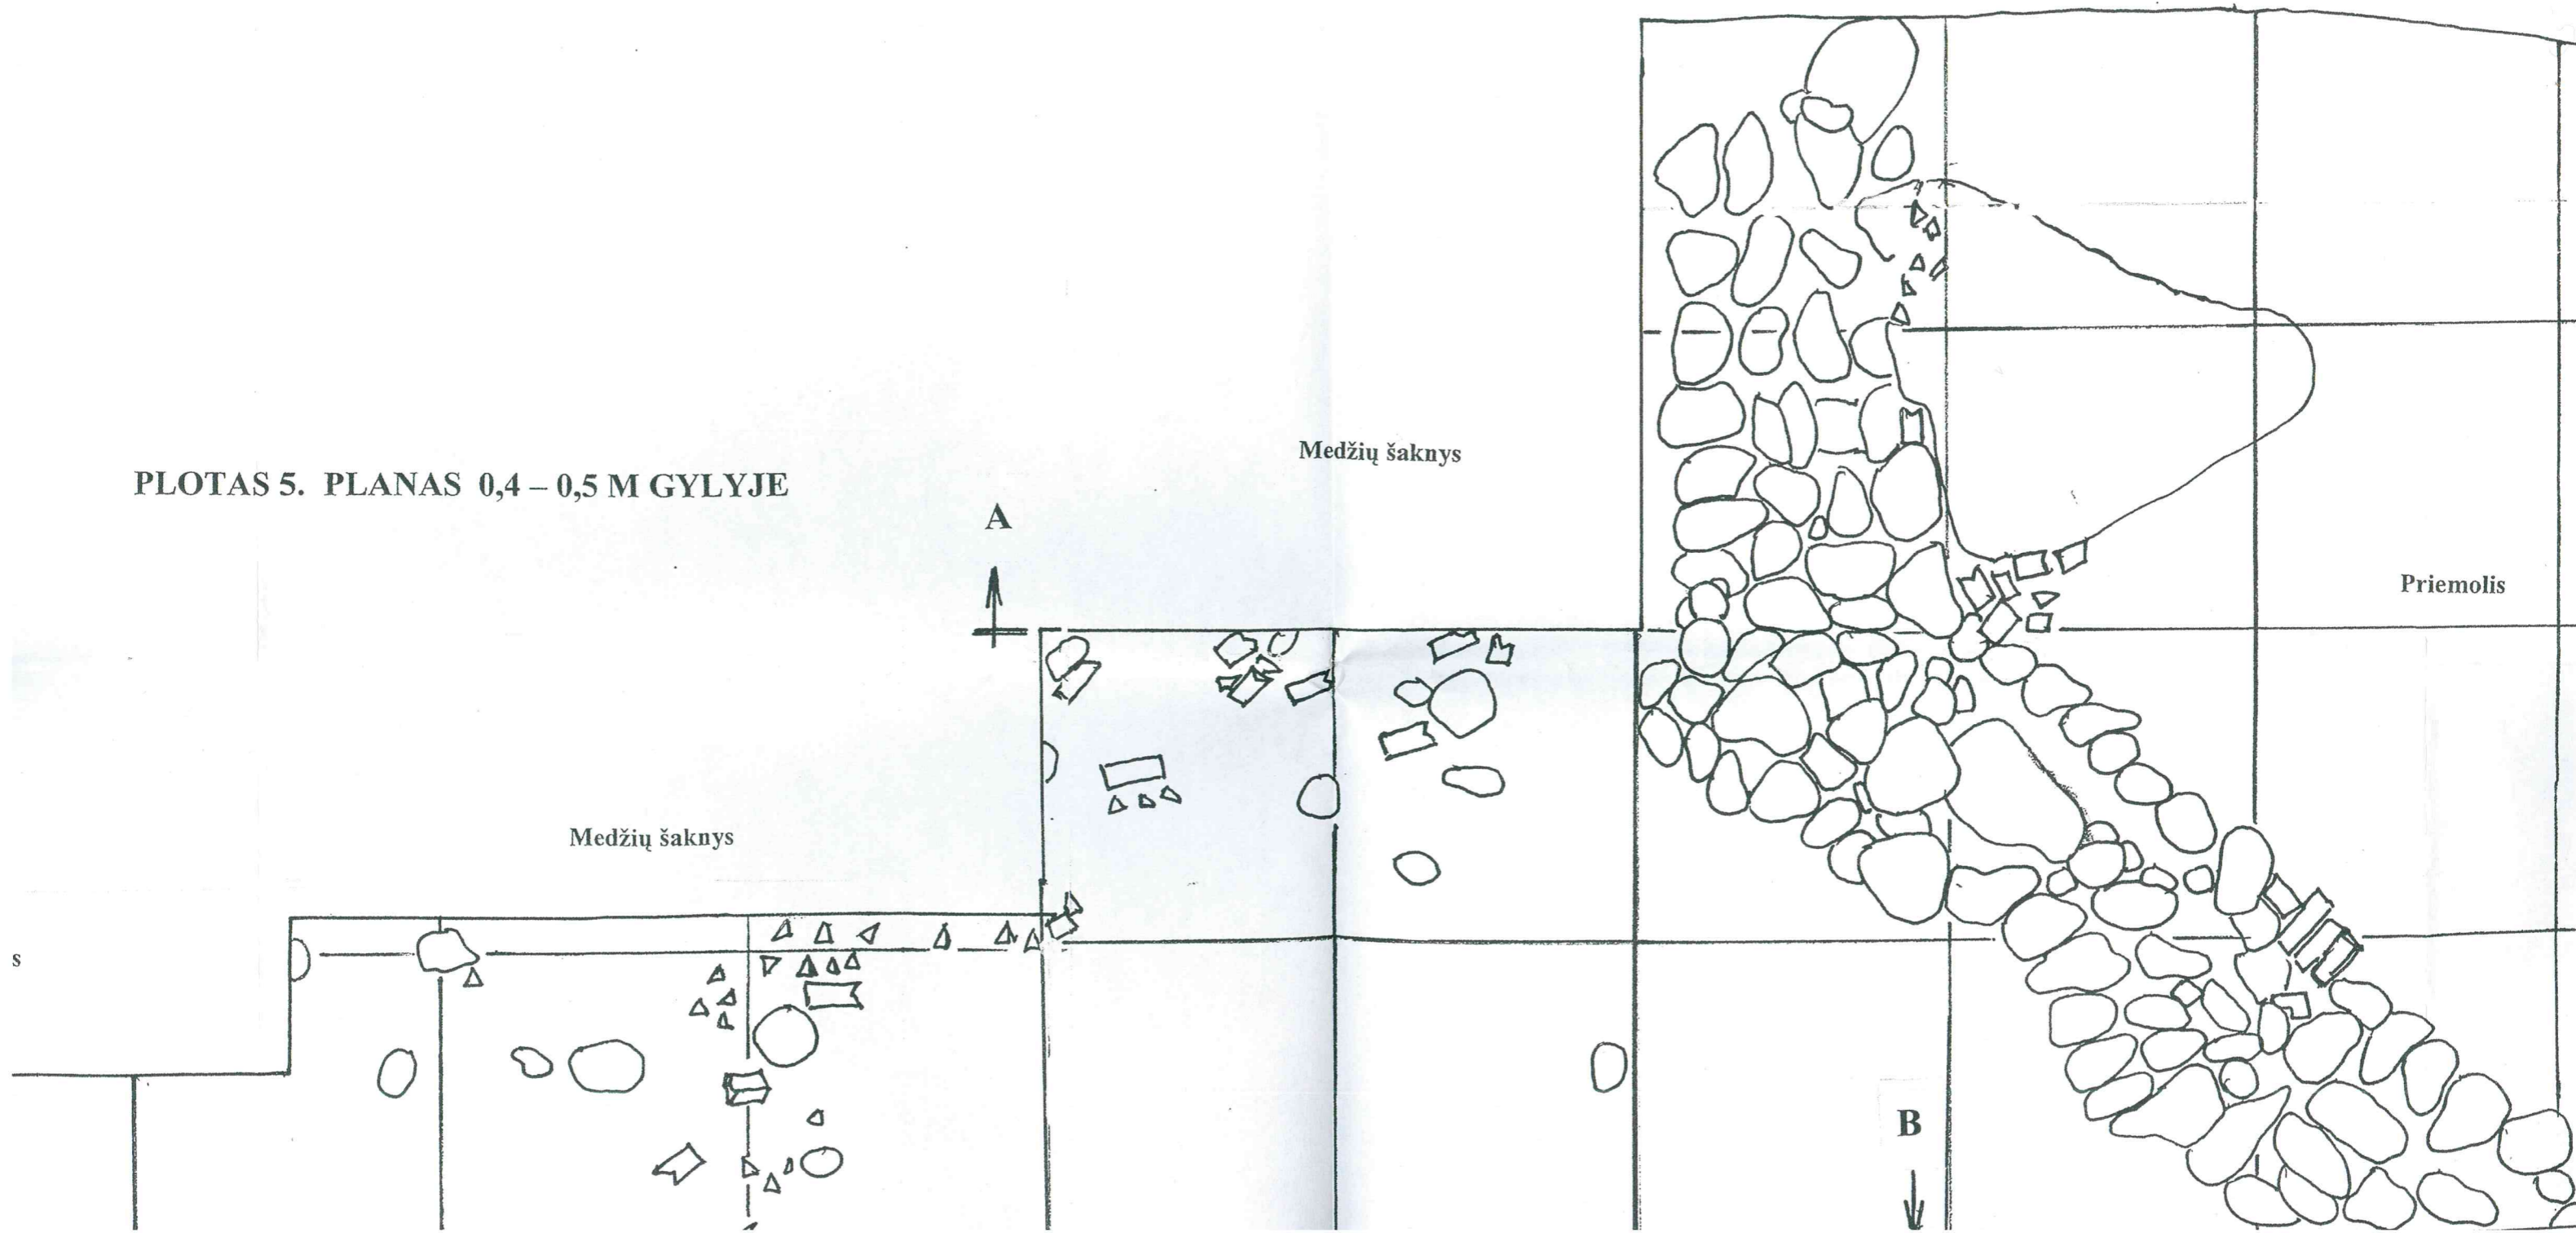 PLOTAS 5. PLANAS 0,4 – 0,5 M GYLYJE
A
Medžių šaknys
Priemolis
Medžių šaknys
s
B